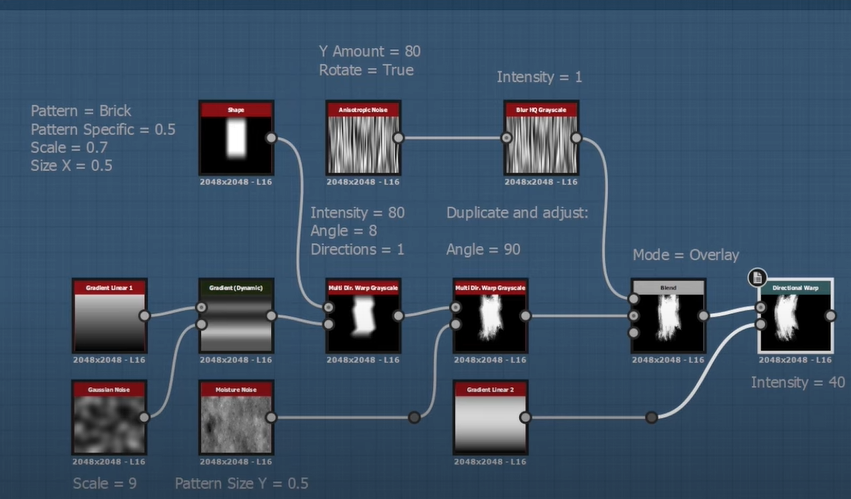 Y Amount = 80
Rotate = True
Intensity = 1
Pattern = Brick
Pattern Specific = 0.5
Scale = 0.7
Size X = 0.5
Shape
2048x2048 - L16
Anisotropic Noise
2048x2048 - L16
Blur HQ Grayscale
2048x2048 - L16
Intensity = 80
Angle = 8
Directions = 1
Duplicate and adjust:
Angle = 90
Mode = Overlay
Gradient Linear 1
2048x2048 - L16
Gradient (Dynamic)
2048x2048 - L16
Multi Dir. Warp Grayscale
2048x2048 - L16
Multi Dir. Warp Grayscale
2048x2048 - L16
Blend
2048x2048 - L16
Directional Warp
2048x2048 - L16
Intensity = 40
Gaussian Noise
2048x2048 - L16
Moisture Noise
2048x2048 - L16
Gradient Linear 2
2048x2048 - L16
Scale = 9
Pattern Size Y = 0.5